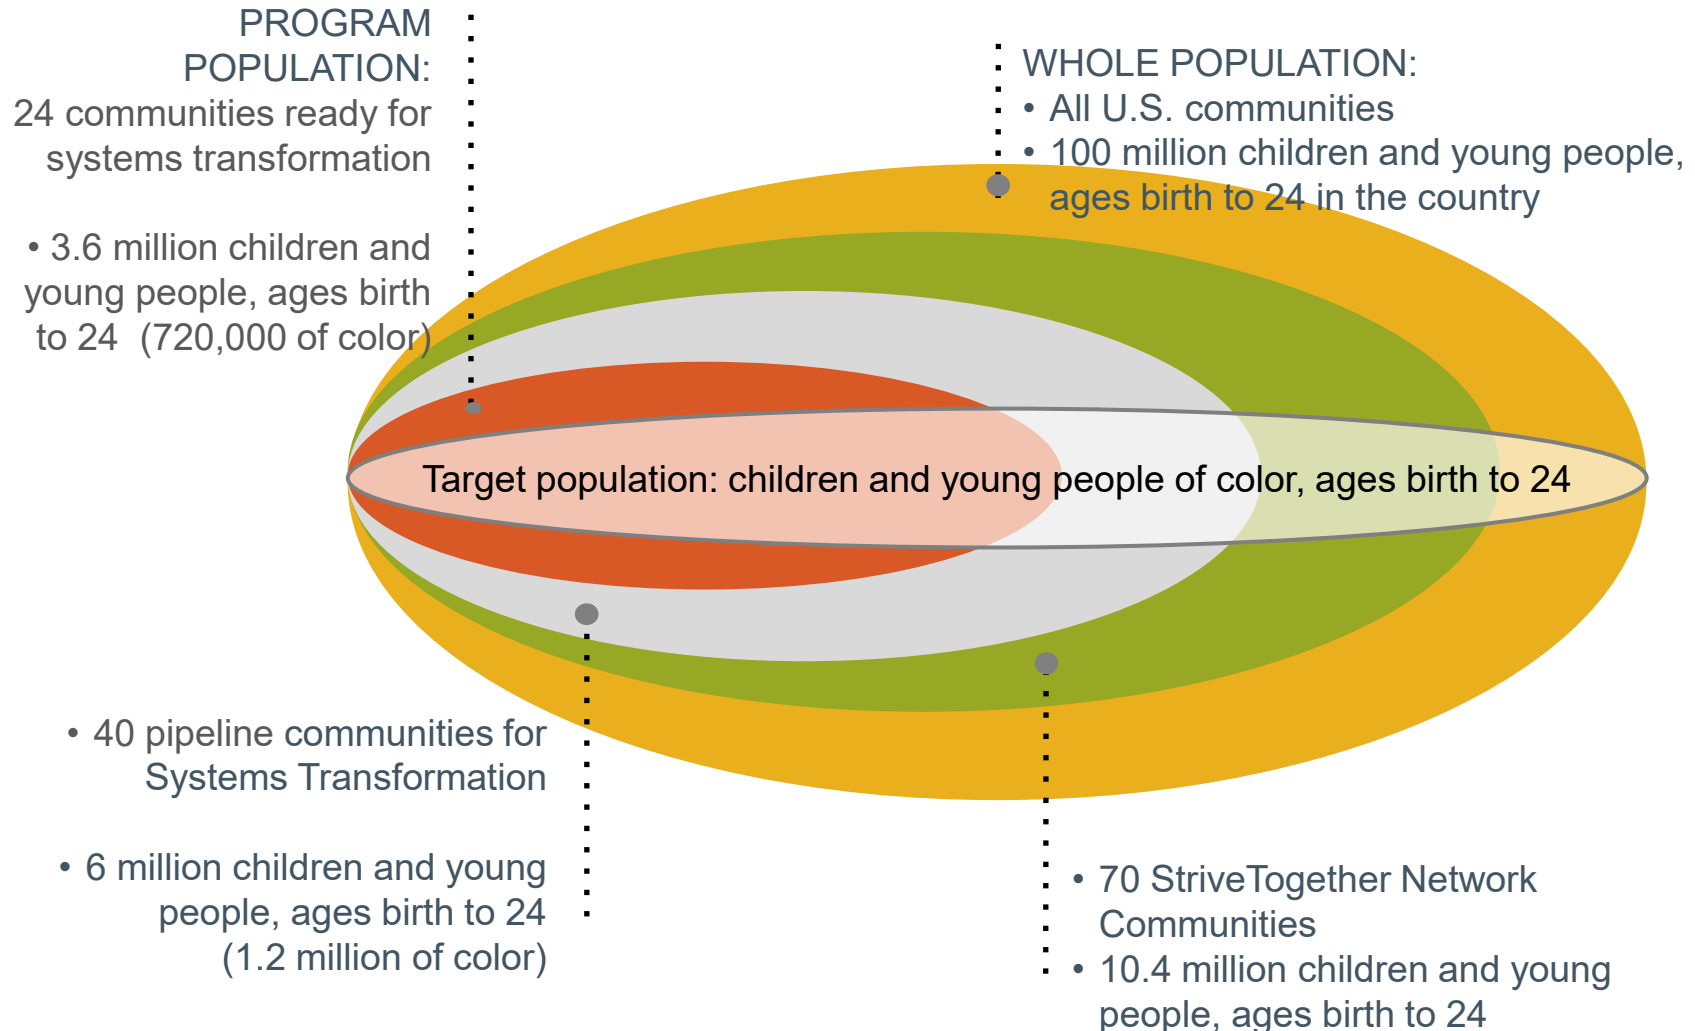 PROGRAM
POPULATION:
24 communities ready for
systems transformation
• 3.6 million children and
young people, ages birth
to 24  (720,000 of color)
WHOLE POPULATION:
• All U.S. communities
• 100 million children and young people,
ages birth to 24 in the country
Target population: children and young people of color, ages birth to 24
• 40 pipeline communities for
Systems Transformation
• 6 million children and young
people, ages birth to 24
(1.2 million of color)
• 70 StriveTogether Network
Communities
• 10.4 million children and young
people, ages birth to 24